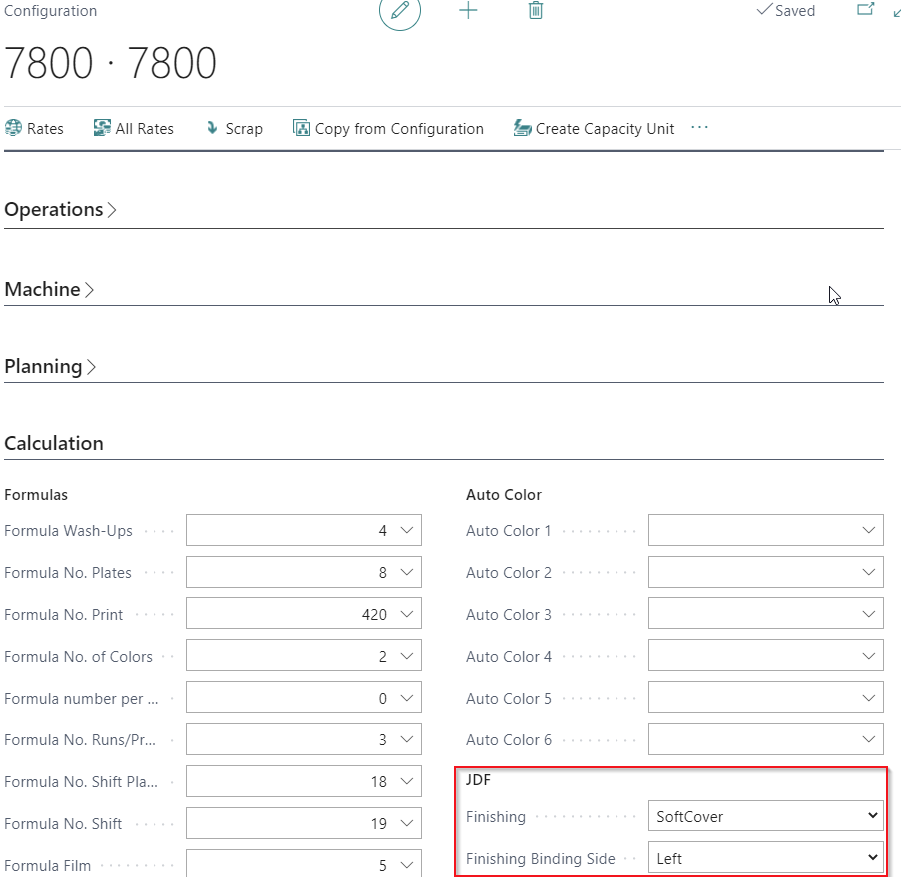 Configuration
Saved
7800 · 7800
Rates
All Rates
Scrap
Copy from Configuration
Create Capacity Unit
...
Operations
Machine
Planning
Calculation
Formulas
Formula Wash-Ups 4
Formula No. Plates 8
Formula No. Print 420
Formula No. of Colors 2
Formula number per ... 0
Formula No. Runs/Pr... 3
Formula No. Shift Pla... 18
Formula No. Shift 19
Formula Film 5
Auto Color
Auto Color 1
Auto Color 2
Auto Color 3
Auto Color 4
Auto Color 5
Auto Color 6
JDF
Finishing SoftCover
Finishing Binding Side Left